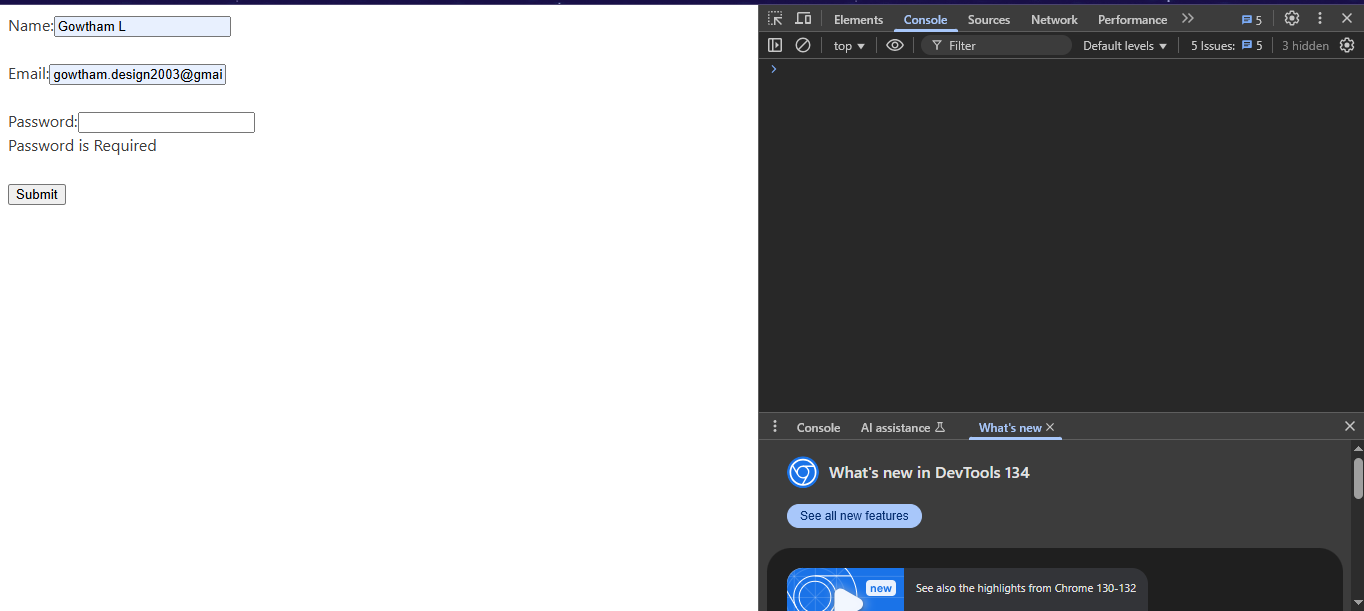 Name: Gowtham L
Email: gowtham.design2003@gmai
Password:
Password is Required
Submit
Elements Console Sources Network Performance 5
top Filter Default levels 5 Issues: 5 3 hidden
Console AI assistance What's new
What's new in DevTools 134
See all new features
new
See also the highlights from Chrome 130-132